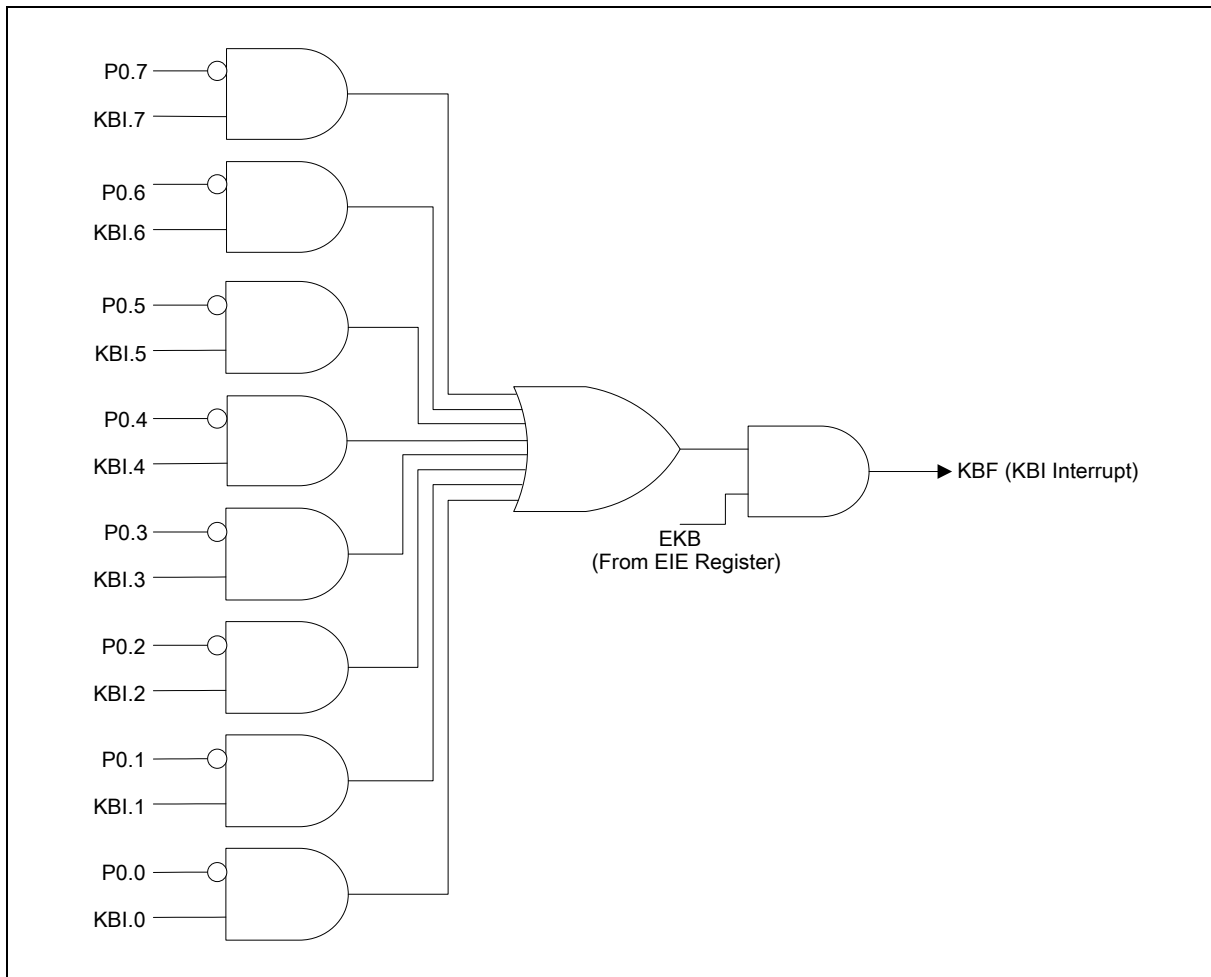 P0.7
KBI.7
P0.6
KBI.6
P0.5
KBI.5
P0.4
KBI.4
P0.3
KBI.3
P0.2
KBI.2
P0.1
KBI.1
P0.0
KBI.0
EKB
(From EIE Register)
KBF (KBI Interrupt)